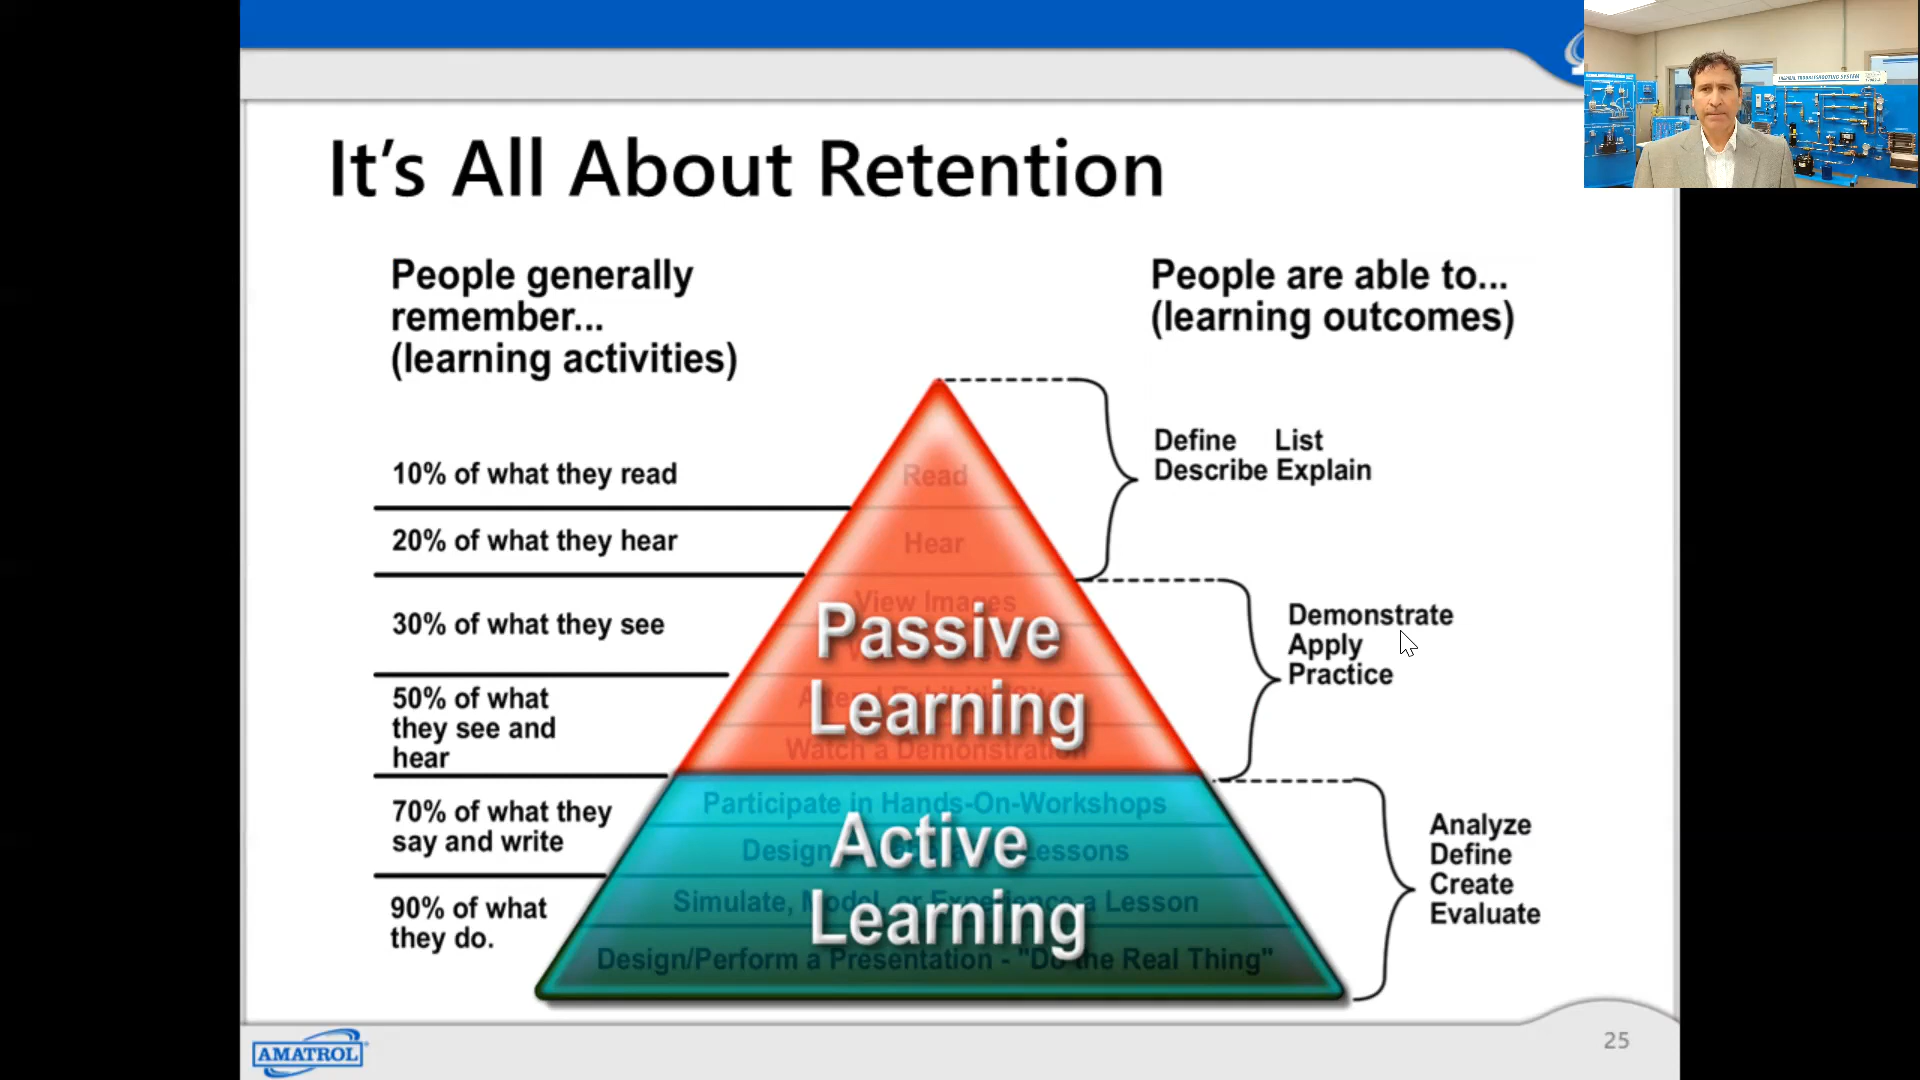 It's All About Retention
People generally
remember...
(learning activities)
People are able to...
(learning outcomes)
10% of what they read
20% of what they hear
30% of what they see
50% of what
they see and
hear
70% of what they
say and write
90% of what
they do.
Read
Hear
View Images
Passive
Learning
Watch a Demonstration
Participate in Hands-On-Workshops
Design Lessons
Active
Simulate, Model, or Experience a Lesson
Learning
Design/Perform a Presentation - "Do the Real Thing"
Define List
Describe Explain
Demonstrate
Apply
Practice
Analyze
Define
Create
Evaluate
THERMAL TROUBLESHOOTING SYSTEM
AMATROL
25